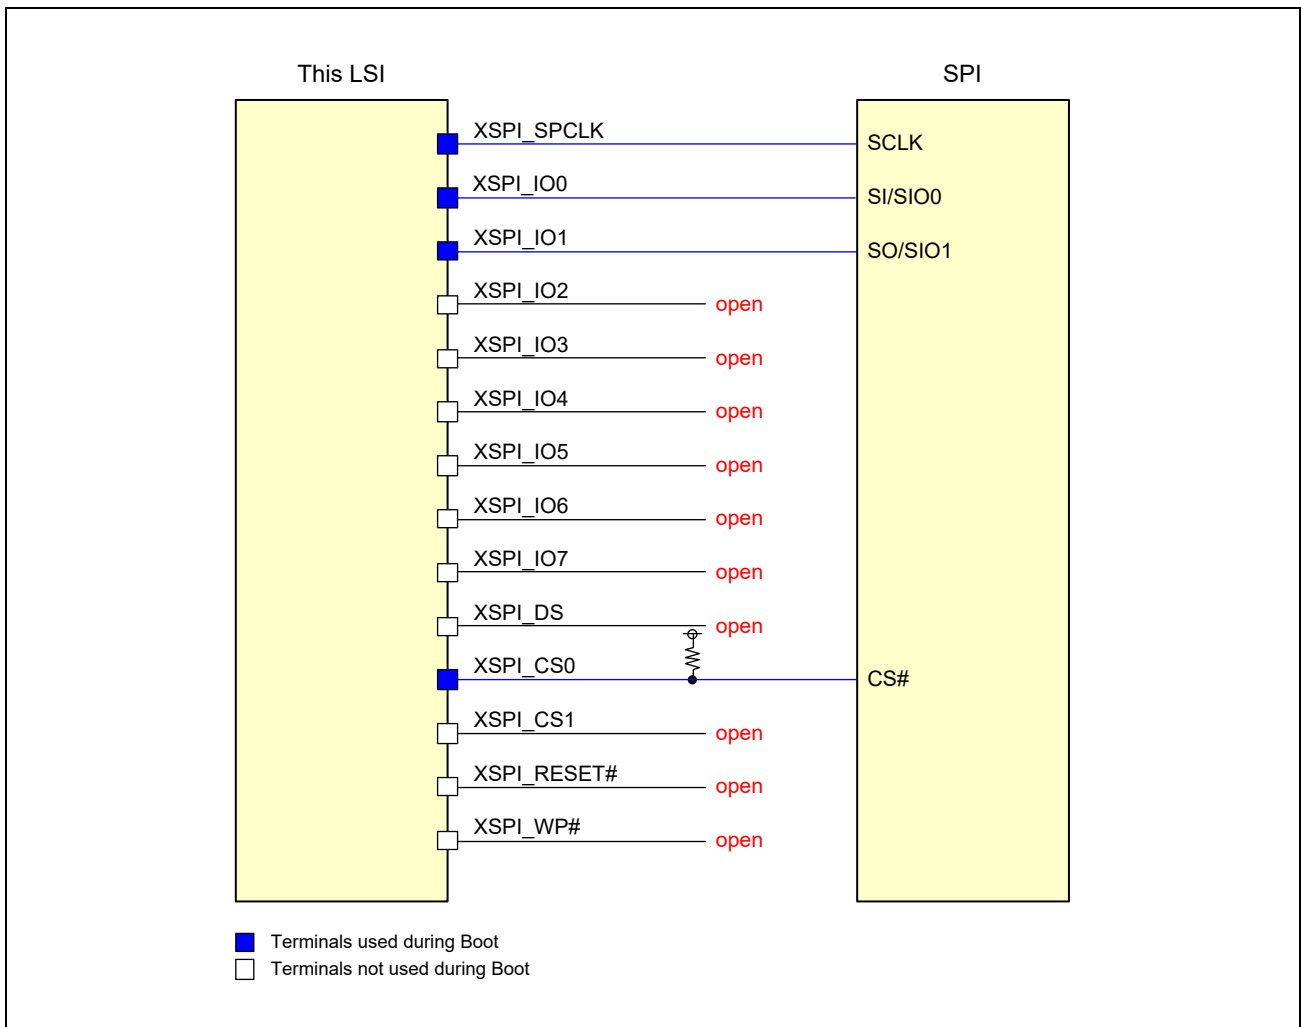 This LSI
SPI
XSPI_SPCLK
SCLK
XSPI_IO0
SI/SIO0
XSPI_IO1
SO/SIO1
XSPI_IO2
open
XSPI_IO3
open
XSPI_IO4
open
XSPI_IO5
open
XSPI_IO6
open
XSPI_IO7
open
XSPI_DS
open
XSPI_CS0
CS#
XSPI_CS1
open
XSPI_RESET#
open
XSPI_WP#
open
Terminals used during Boot
Terminals not used during Boot